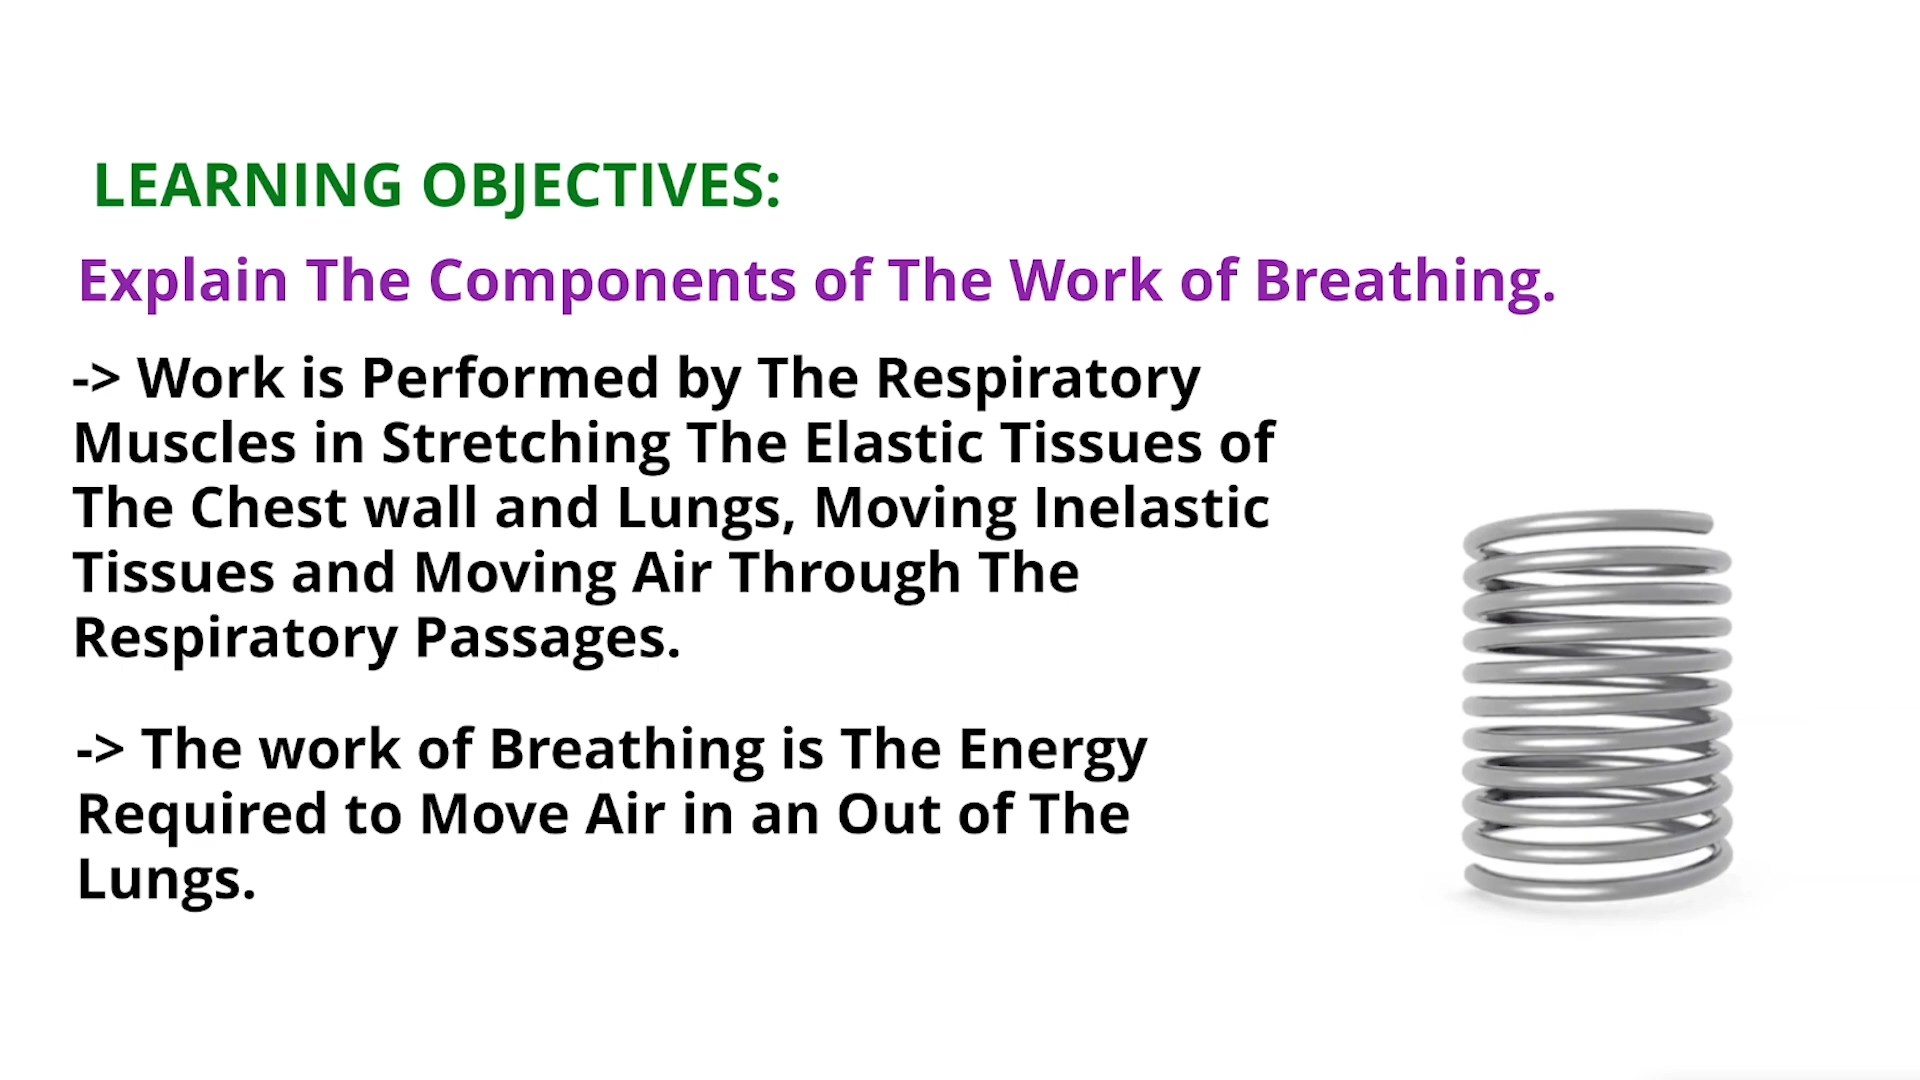 LEARNING OBJECTIVES:
Explain The Components of The Work of Breathing.
-> Work is Performed by The Respiratory
Muscles in Stretching The Elastic Tissues of
The Chest wall and Lungs, Moving Inelastic
Tissues and Moving Air Through The
Respiratory Passages.
-> The work of Breathing is The Energy
Required to Move Air in an Out of The
Lungs.